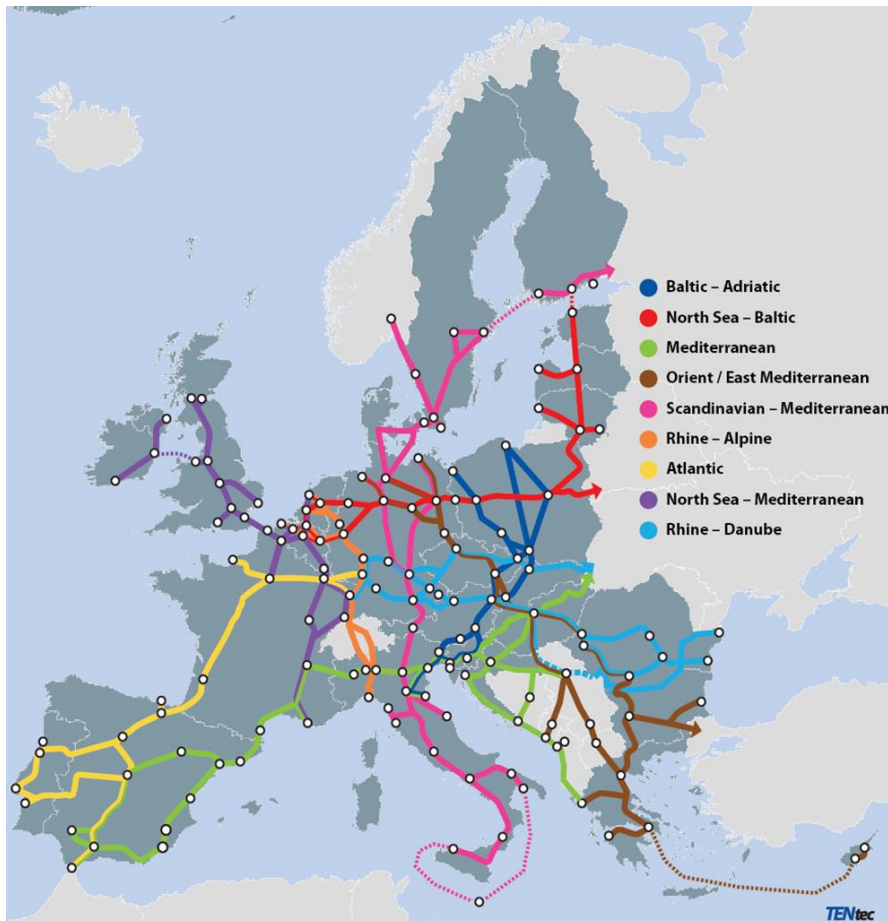 Baltic – Adriatic
North Sea – Baltic
Mediterranean
Orient / East Mediterranean
Scandinavian – Mediterranean
Rhine – Alpine
Atlantic
North Sea – Mediterranean
Rhine – Danube
TENtec